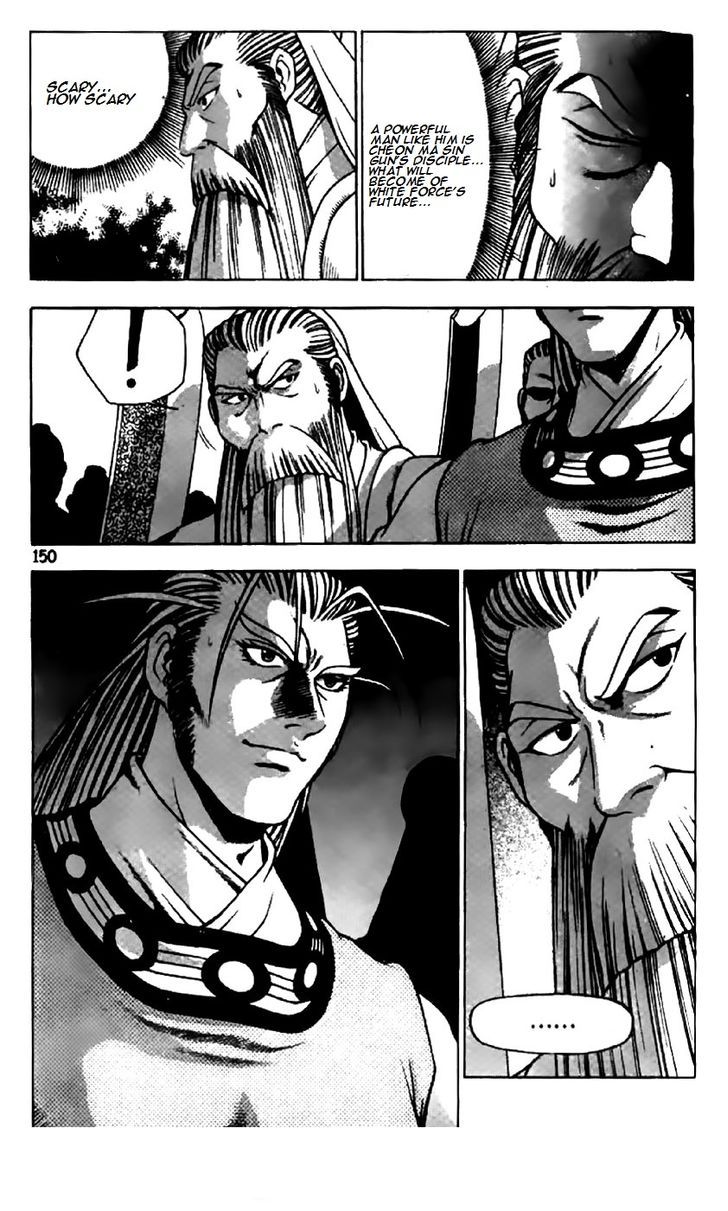 SCARY...
HOW SCARY
A POWERFUL
MAN LIKE HIM IS
CHEON MA SIN
GUN'S DISCIPLE...
WHAT WILL
BECOME OF
WHITE FORCE'S
FUTURE...
!
150
......